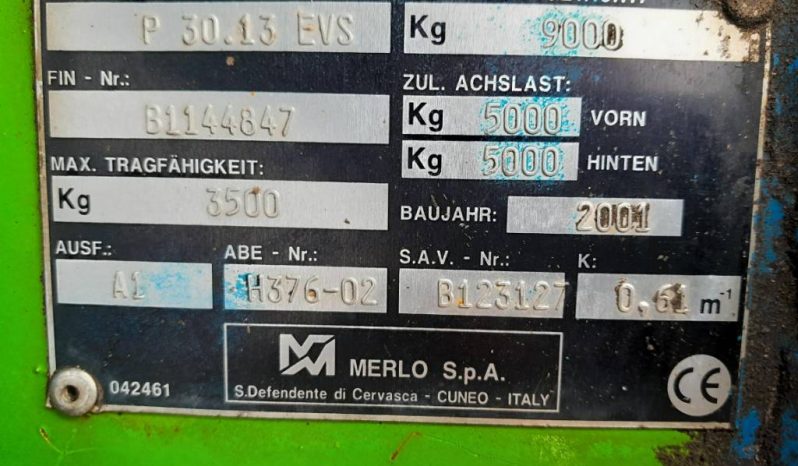 P 30.13 EVS
Kg 9000
FIN - Nr.:
B1144847
ZUL. ACHSLAST:
Kg 5000 VORN
Kg 5000 HINTEN
MAX. TRAGFÄHIGKEIT:
Kg 3500
BAUJAHR: 2001
AUSF.: ABE - Nr.: S.A.V. - Nr.: K:
A1 H376-02 B123127 0,61 m-1
MERLO S.p.A.
S.Defendente di Cervasca - CUNEO - ITALY
042461
CE